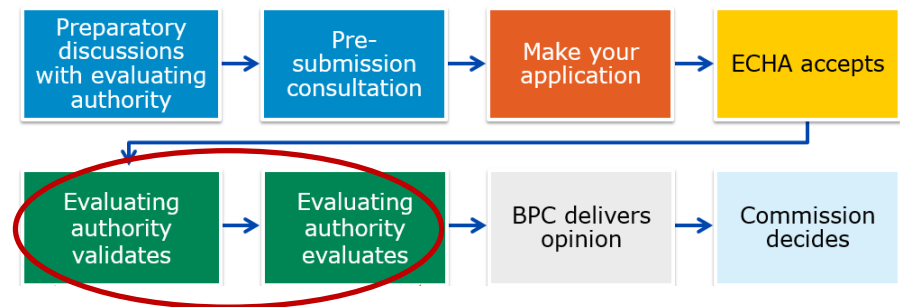 Preparatory
discussions
with evaluating
authority
Pre-
submission
consultation
Make your
application
ECHA accepts
Evaluating
authority
validates
Evaluating
authority
evaluates
BPC delivers
opinion
Commission
decides